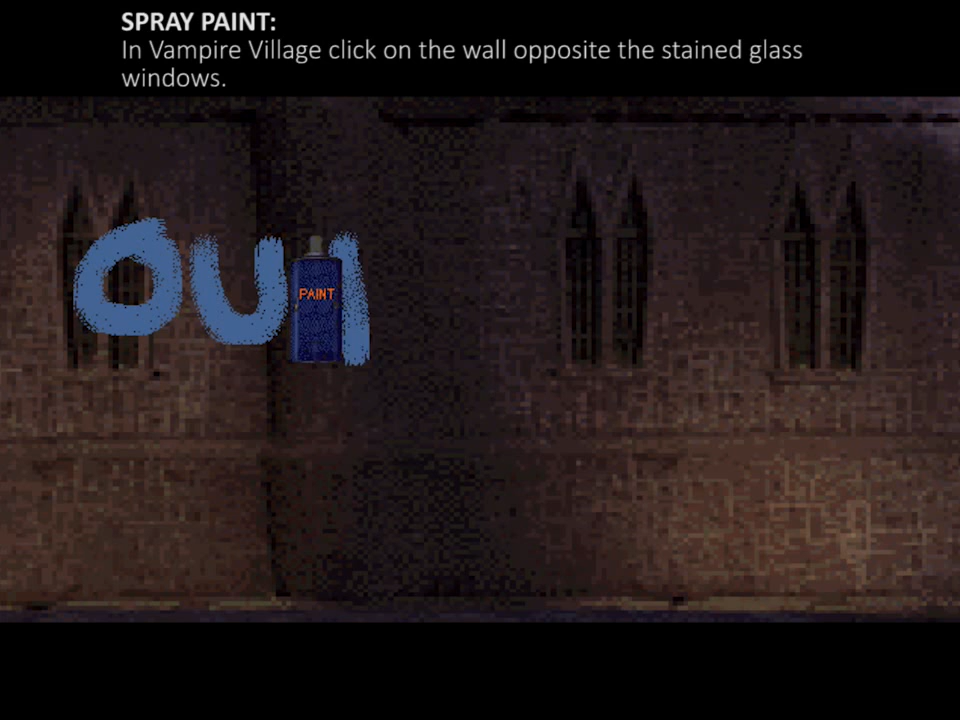 SPRAY PAINT:
In Vampire Village click on the wall opposite the stained glass
windows.
OUI
PAINT